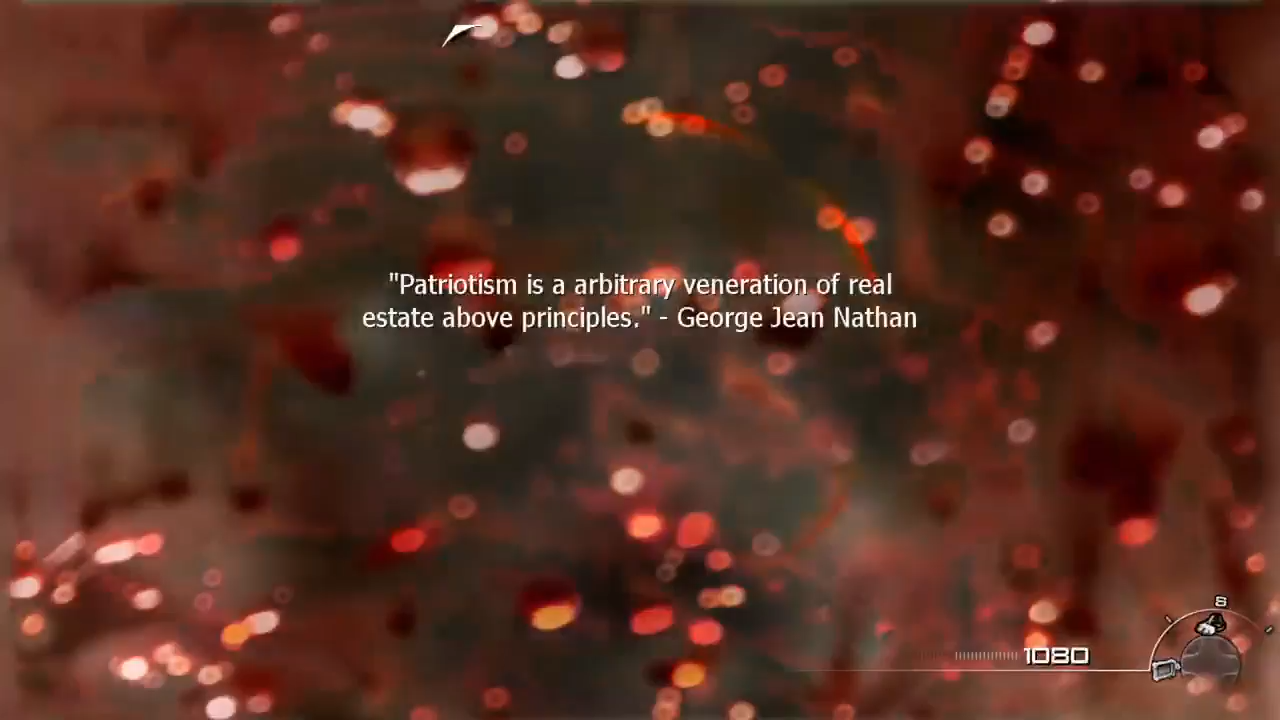 "Patriotism is a arbitrary veneration of real
estate above principles." - George Jean Nathan
S
1080